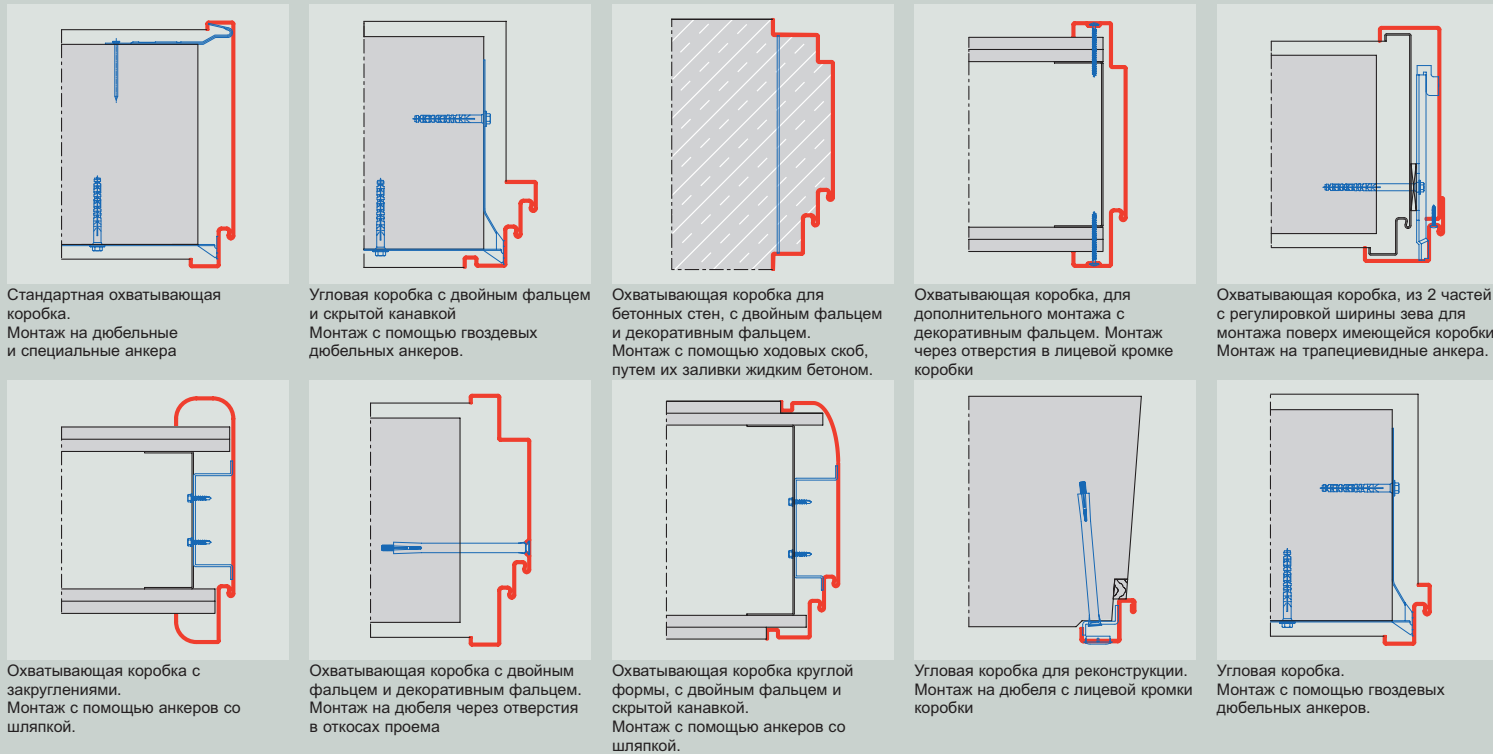 Стандартная охватывающая
коробка.
Монтаж на дюбельные
и специальные анкера
Угловая коробка с двойным фальцем
и скрытой канавкой
Монтаж с помощью гвоздевых
дюбельных анкеров.
Охватывающая коробка для
бетонных стен, с двойным фальцем
и декоративным фальцем.
Монтаж с помощью ходовых скоб,
путем их заливки жидким бетоном.
Охватывающая коробка, для
дополнительного монтажа с
декоративным фальцем. Монтаж
через отверстия в лицевой кромке
коробки
Охватывающая коробка, из 2 частей
с регулировкой ширины зева для
монтажа поверх имеющейся коробки
Монтаж на трапециевидные анкера.
Охватывающая коробка с
закруглениями.
Монтаж с помощью анкеров со
шляпкой.
Охватывающая коробка с двойным
фальцем и декоративным фальцем.
Монтаж на дюбеля через отверстия
в откосах проема
Охватывающая коробка круглой
формы, с двойным фальцем и
скрытой канавкой.
Монтаж с помощью анкеров со
шляпкой.
Угловая коробка для реконструкции.
Монтаж на дюбеля с лицевой кромки
коробки
Угловая коробка.
Монтаж с помощью гвоздевых
дюбельных анкеров.